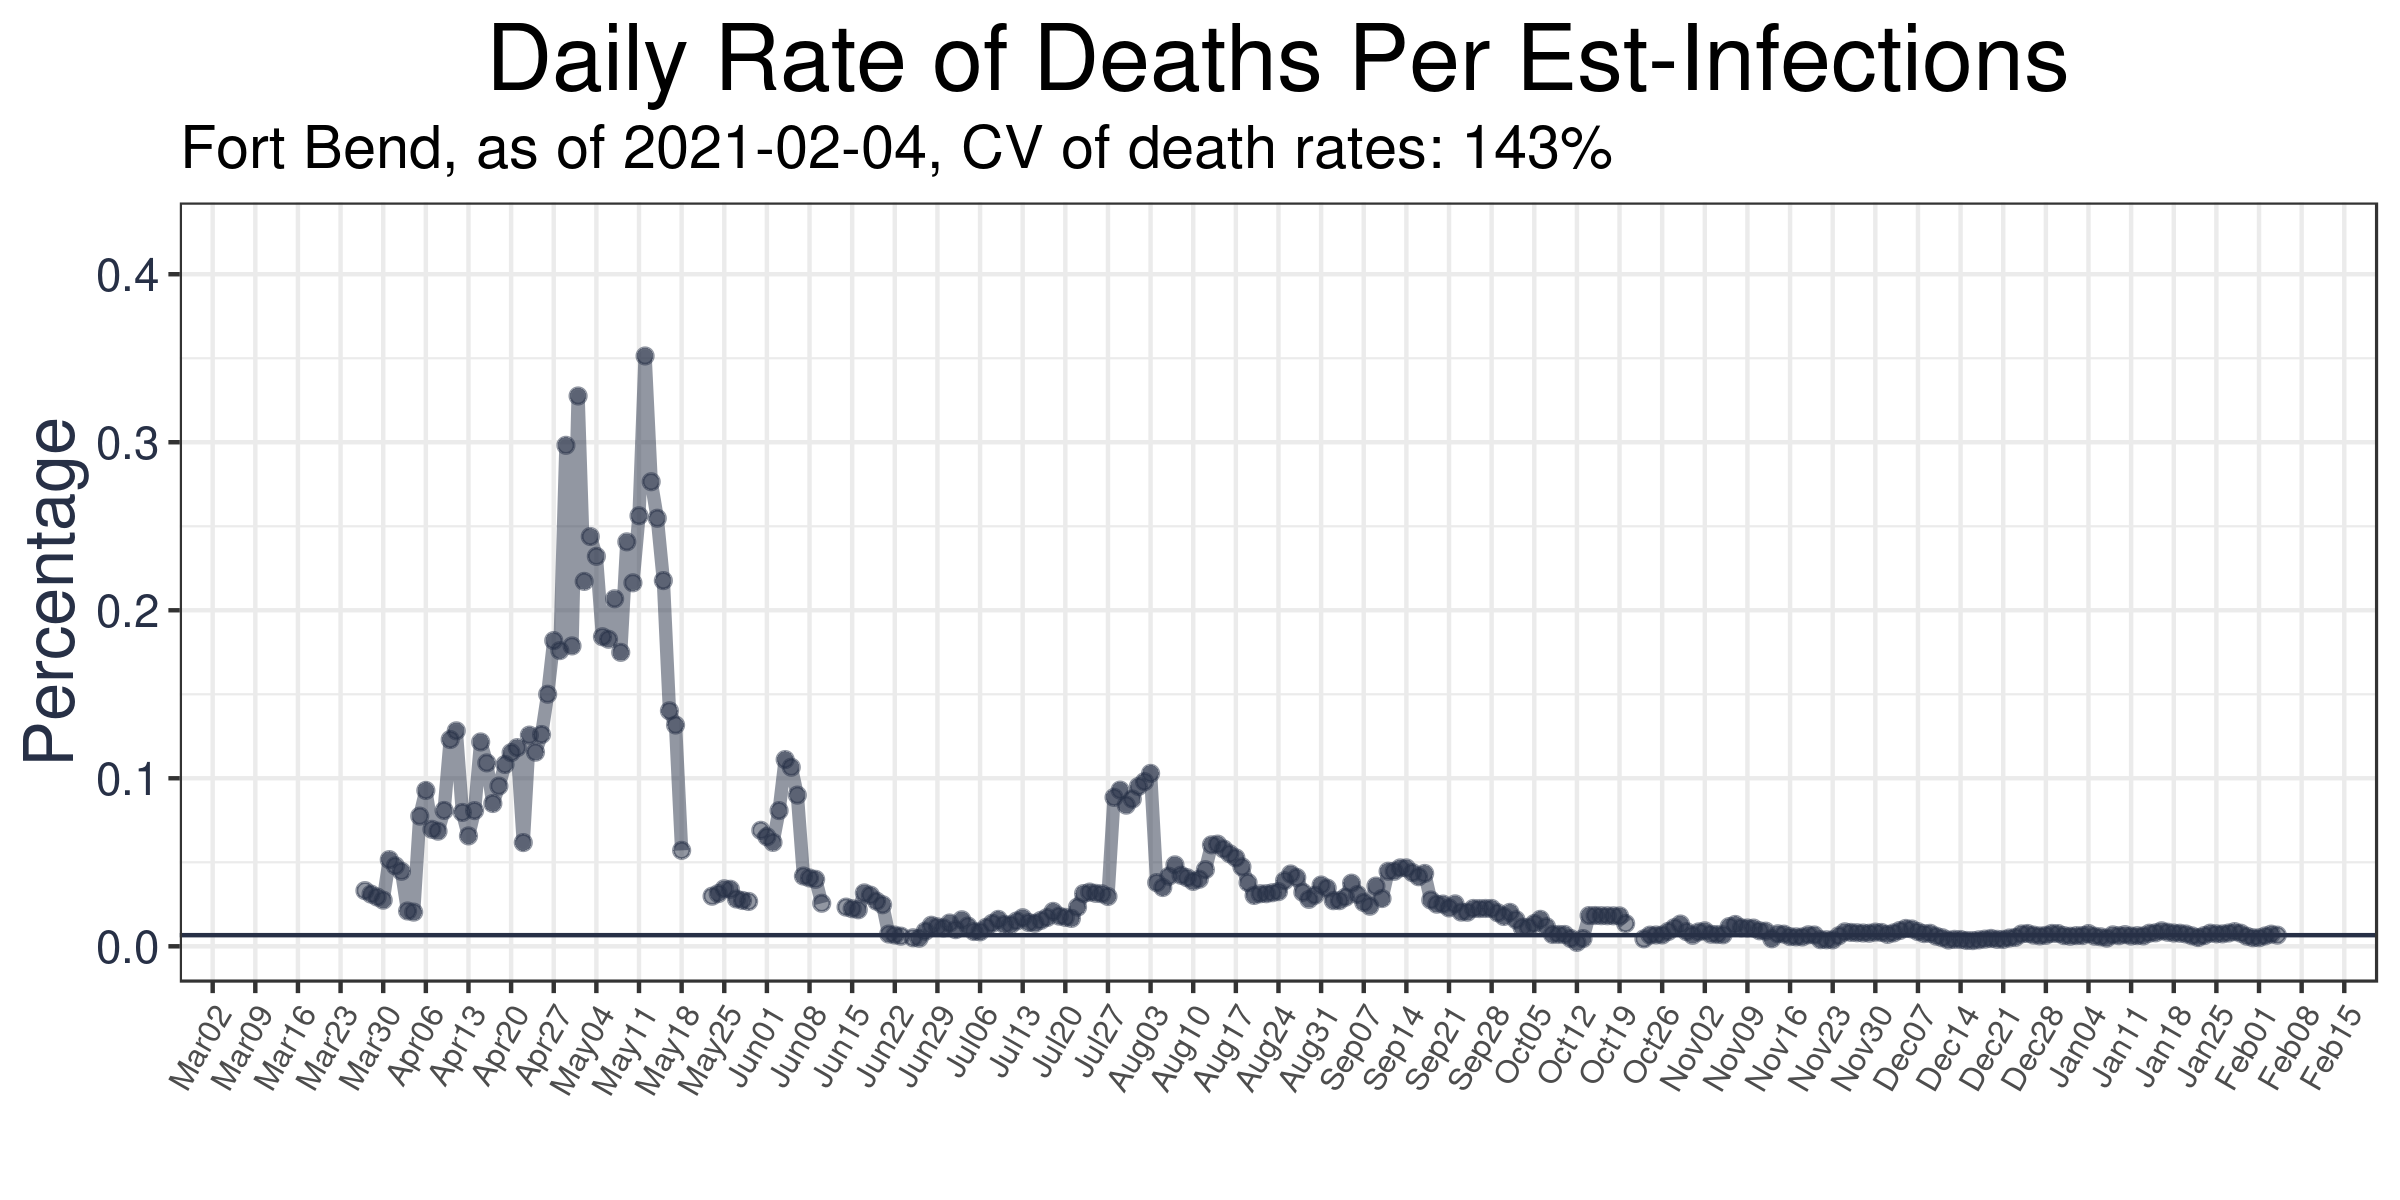 Daily Rate of Deaths Per Est-Infections
Fort Bend, as of 2021-02-04, CV of death rates: 143%
Percentage
0.4
0.3
0.2
0.1
0.0
Mar02 Mar09 Mar16 Mar23 Mar30 Apr06 Apr13 Apr20 Apr27 May04 May11 May18 May25 Jun01 Jun08 Jun15 Jun22 Jun29 Jul06 Jul13 Jul20 Jul27 Aug03 Aug10 Aug17 Aug24 Aug31 Sep07 Sep14 Sep21 Sep28 Oct05 Oct12 Oct19 Oct26 Nov02 Nov09 Nov16 Nov23 Nov30 Dec07 Dec14 Dec21 Dec28 Jan04 Jan11 Jan18 Jan25 Feb01 Feb08 Feb15